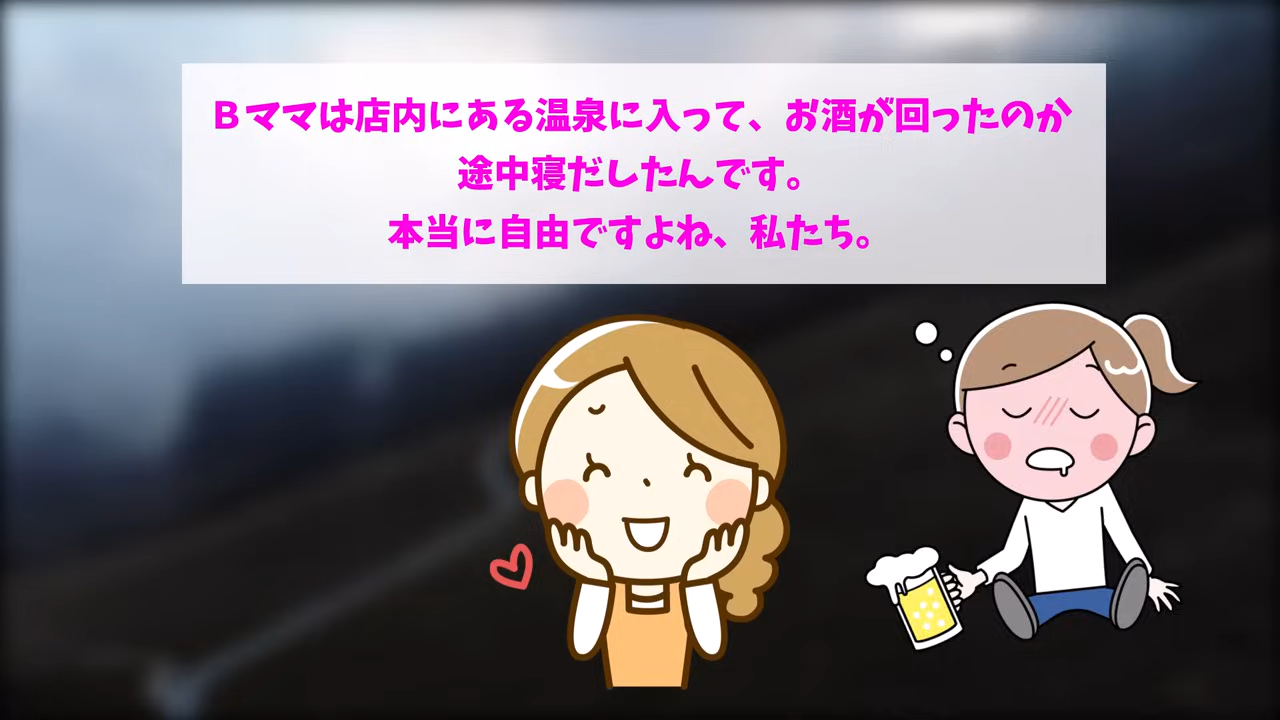 Ｂママは店内にある温泉に入って、お酒が回ったのか
途中寝だしたんです。
本当に自由ですよね、私たち。